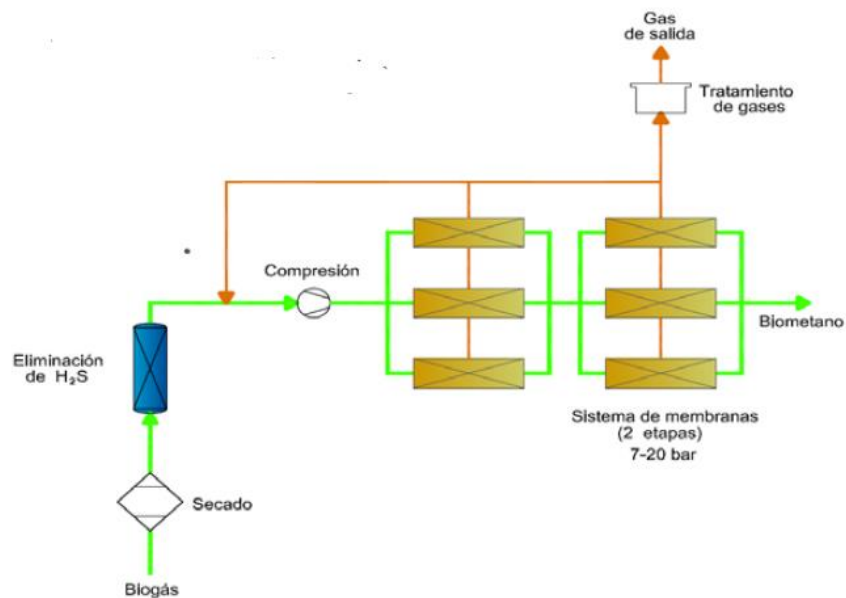 Gas
de salida
Tratamiento
de gases
Compresión
Biometano
Eliminación
de H₂S
Sistema de membranas
(2 etapas)
7-20 bar
Secado
Biogás